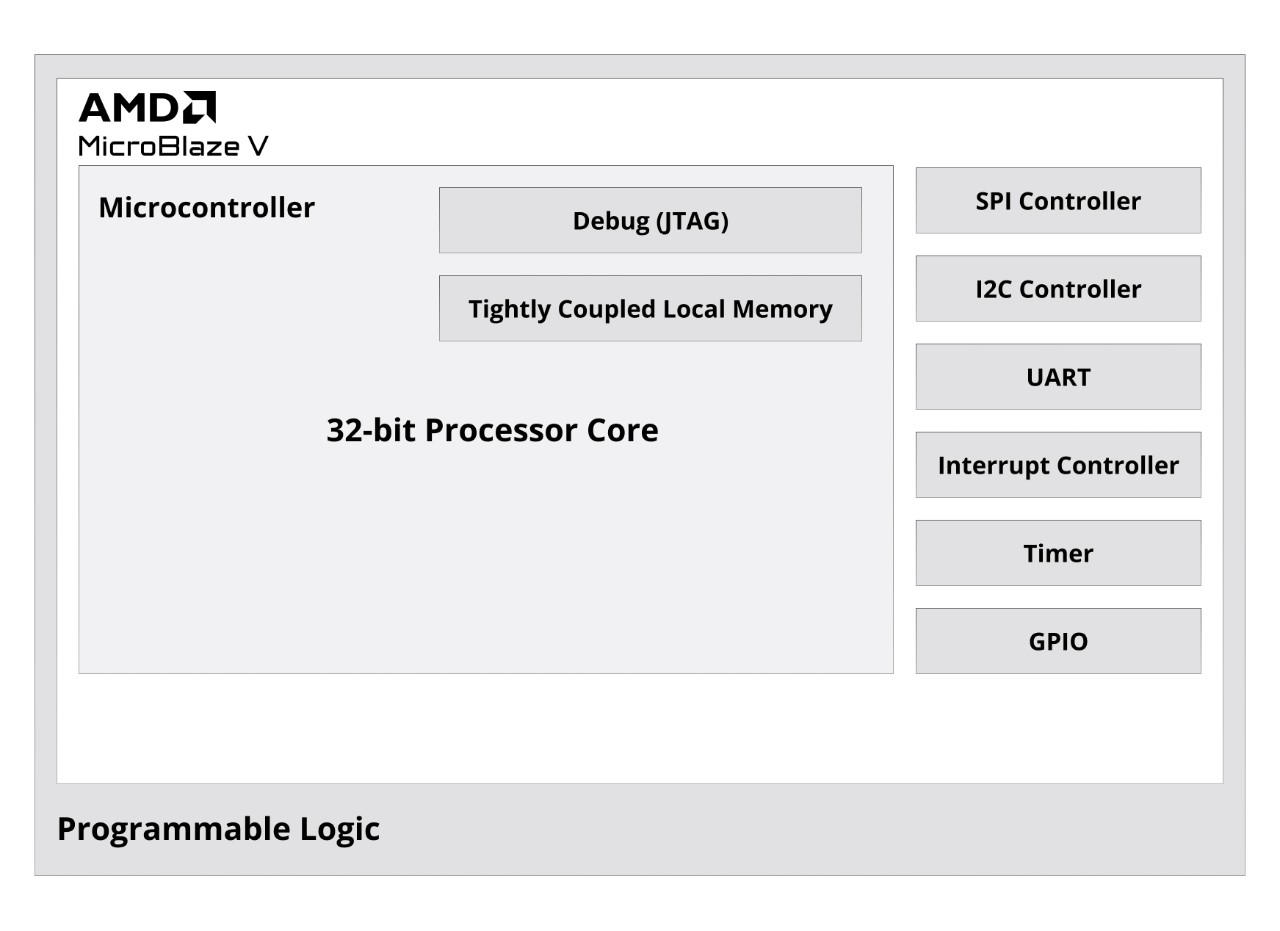 AMD
MicroBlaze V
Microcontroller
Debug (JTAG)
Tightly Coupled Local Memory
32-bit Processor Core
SPI Controller
I2C Controller
UART
Interrupt Controller
Timer
GPIO
Programmable Logic